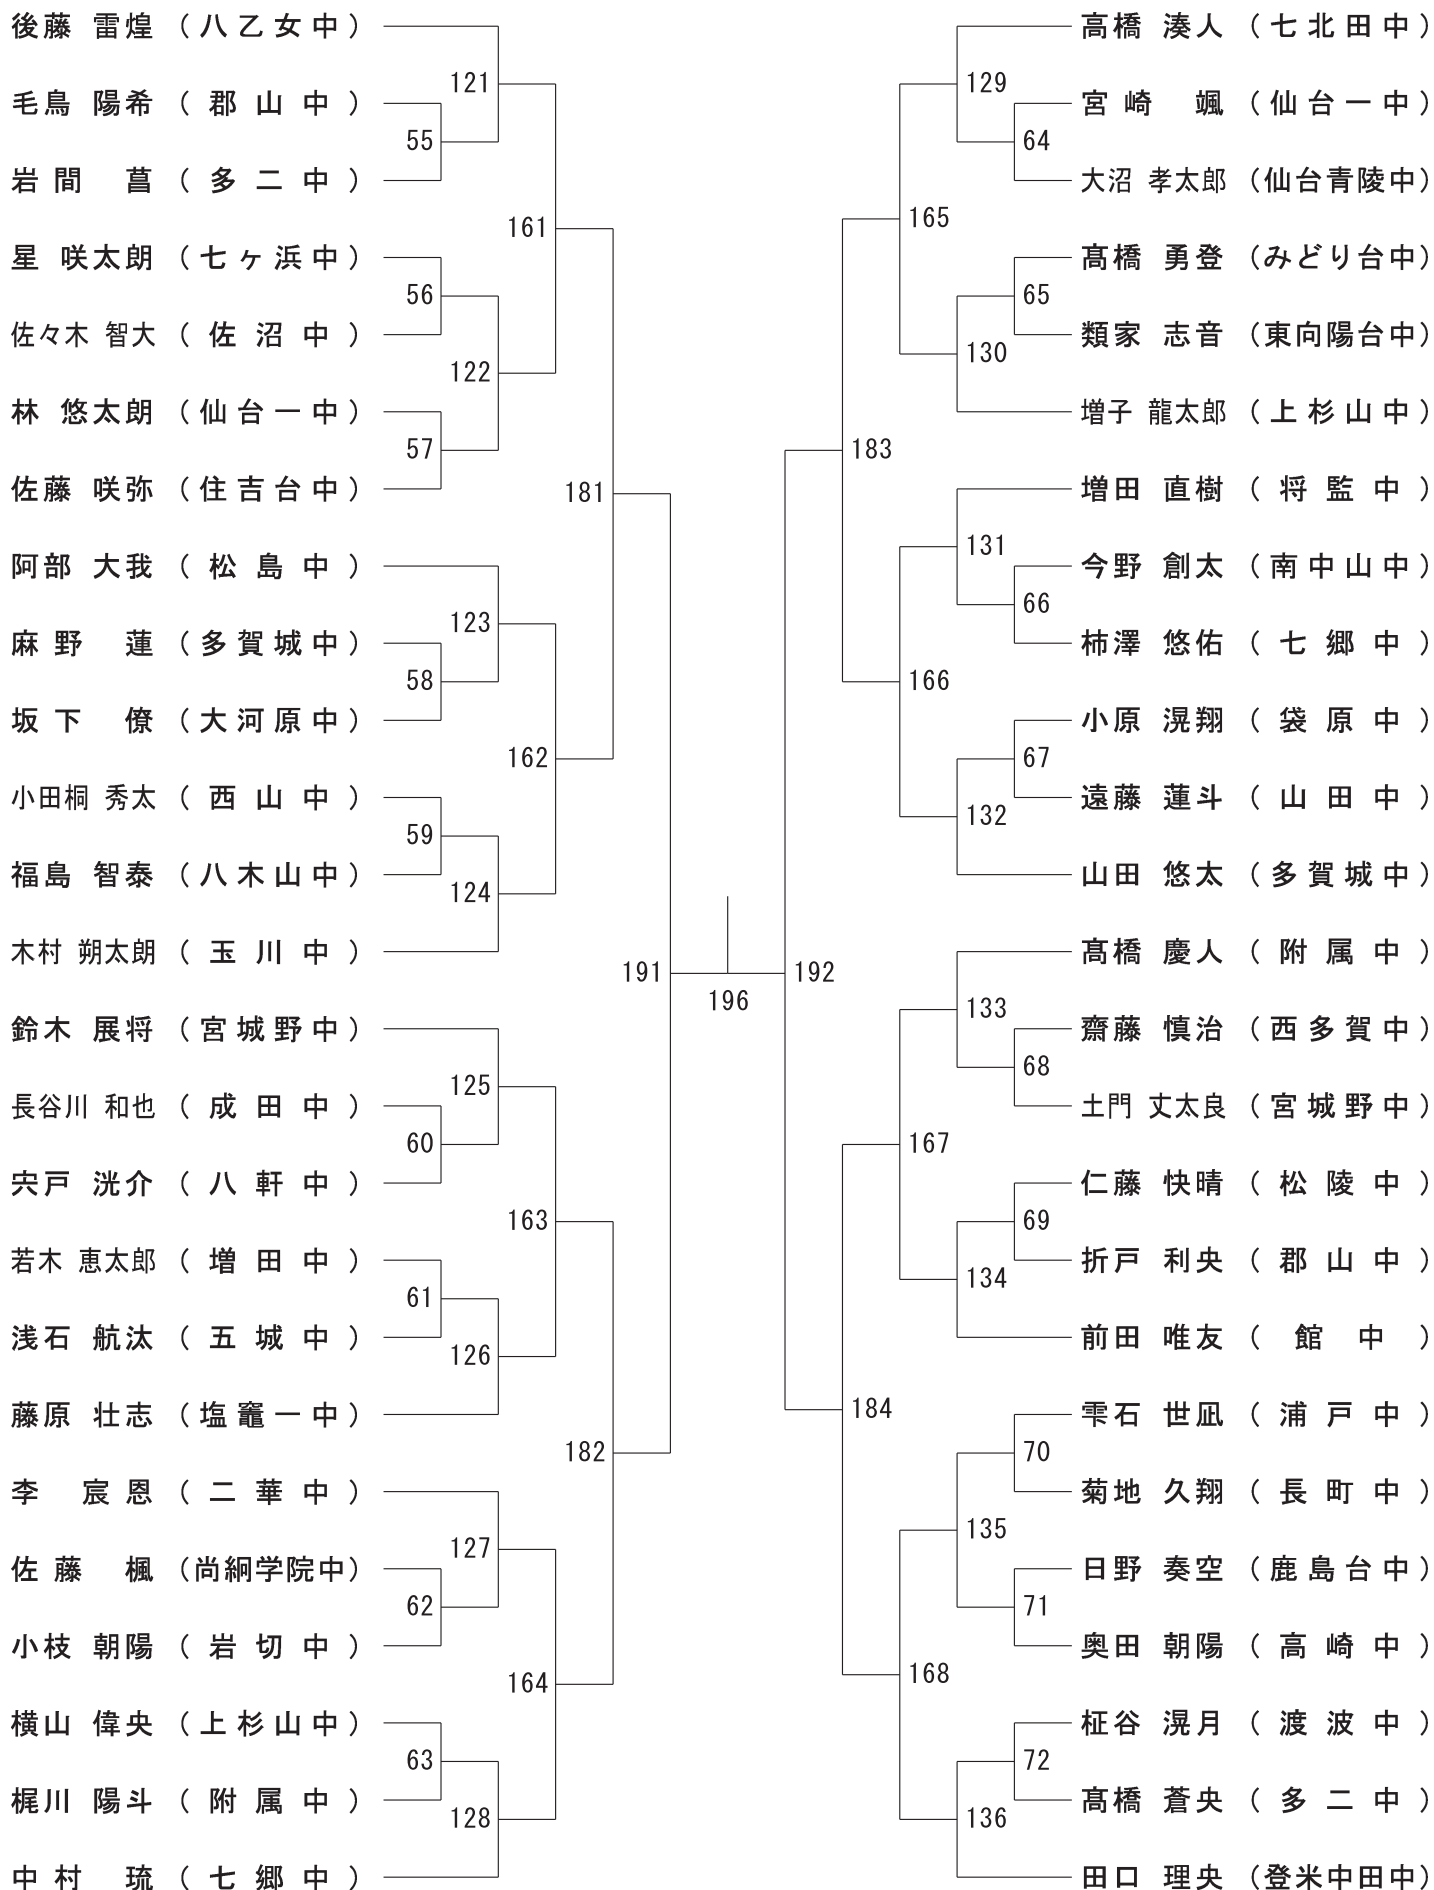 後藤 雷煌 （八乙女中）
121
毛鳥 陽希 （郡山中）
55
岩間 菖 （多二中）
161
星 咲太朗 （七ヶ浜中）
56
佐々木 智大 （佐沼中）
122
林 悠太朗 （仙台一中）
57
佐藤 咲弥 （住吉台中）
181
阿部 大我 （松島中）
123
麻野 蓮 （多賀城中）
58
坂下 僚 （大河原中）
162
小田桐 秀太 （西山中）
59
福島 智泰 （八木山中）
124
木村 朔太朗 （玉川中）
191
鈴木 展将 （宮城野中）
125
長谷川 和也 （成田中）
60
宍戸 洸介 （八軒中）
163
若木 恵太郎 （増田中）
61
浅石 航汰 （五城中）
126
藤原 壮志 （塩竈一中）
182
李 宸恩 （二華中）
127
佐藤 楓 （尚絅学院中）
62
小枝 朝陽 （岩切中）
164
横山 偉央 （上杉山中）
63
梶川 陽斗 （附属中）
128
中村 琉 （七郷中）
196
高橋 湊人 （七北田中）
129
宮崎 颯 （仙台一中）
64
大沼 孝太郎 （仙台青陵中）
165
髙橋 勇登 （みどり台中）
65
類家 志音 （東向陽台中）
130
増子 龍太郎 （上杉山中）
183
増田 直樹 （将監中）
131
今野 創太 （南中山中）
66
柿澤 悠佑 （七郷中）
166
小原 滉翔 （袋原中）
67
遠藤 蓮斗 （山田中）
132
山田 悠太 （多賀城中）
192
髙橋 慶人 （附属中）
133
齋藤 慎治 （西多賀中）
68
土門 丈太良 （宮城野中）
167
仁藤 快晴 （松陵中）
69
折戸 利央 （郡山中）
134
前田 唯友 （館中）
184
雫石 世凪 （浦戸中）
70
菊地 久翔 （長町中）
135
日野 奏空 （鹿島台中）
71
奥田 朝陽 （高崎中）
168
柾谷 滉月 （渡波中）
72
髙橋 蒼央 （多二中）
136
田口 理央 （登米中田中）